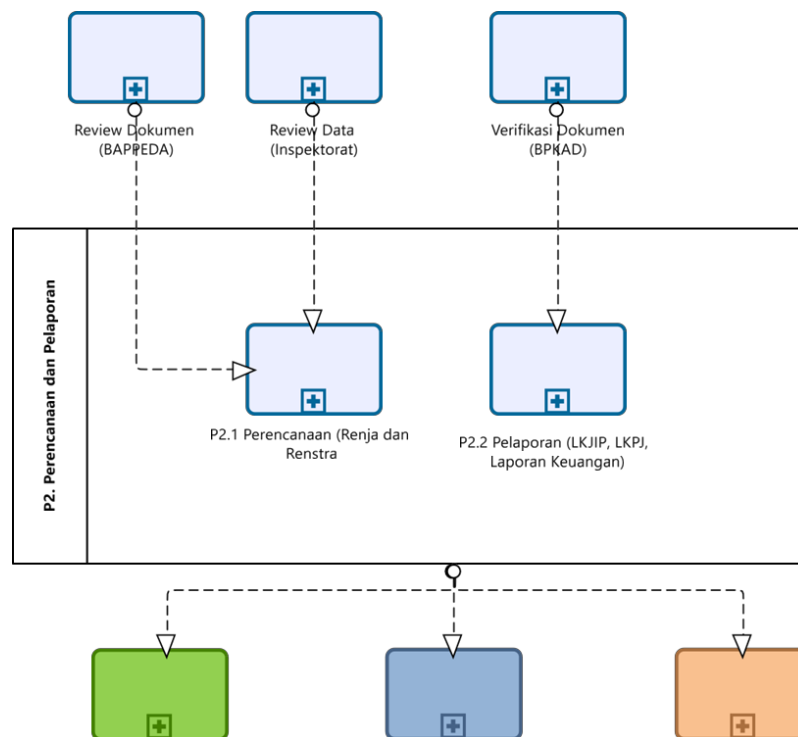 Review Dokumen
(BAPPEDA)
Review Data
(Inspektorat)
Verifikasi Dokumen
(BPKAD)
P2. Perencanaan dan Pelaporan
P2.1 Perencanaan (Renja dan
Renstra
P2.2 Pelaporan (LKJIP, LKPJ,
Laporan Keuangan)